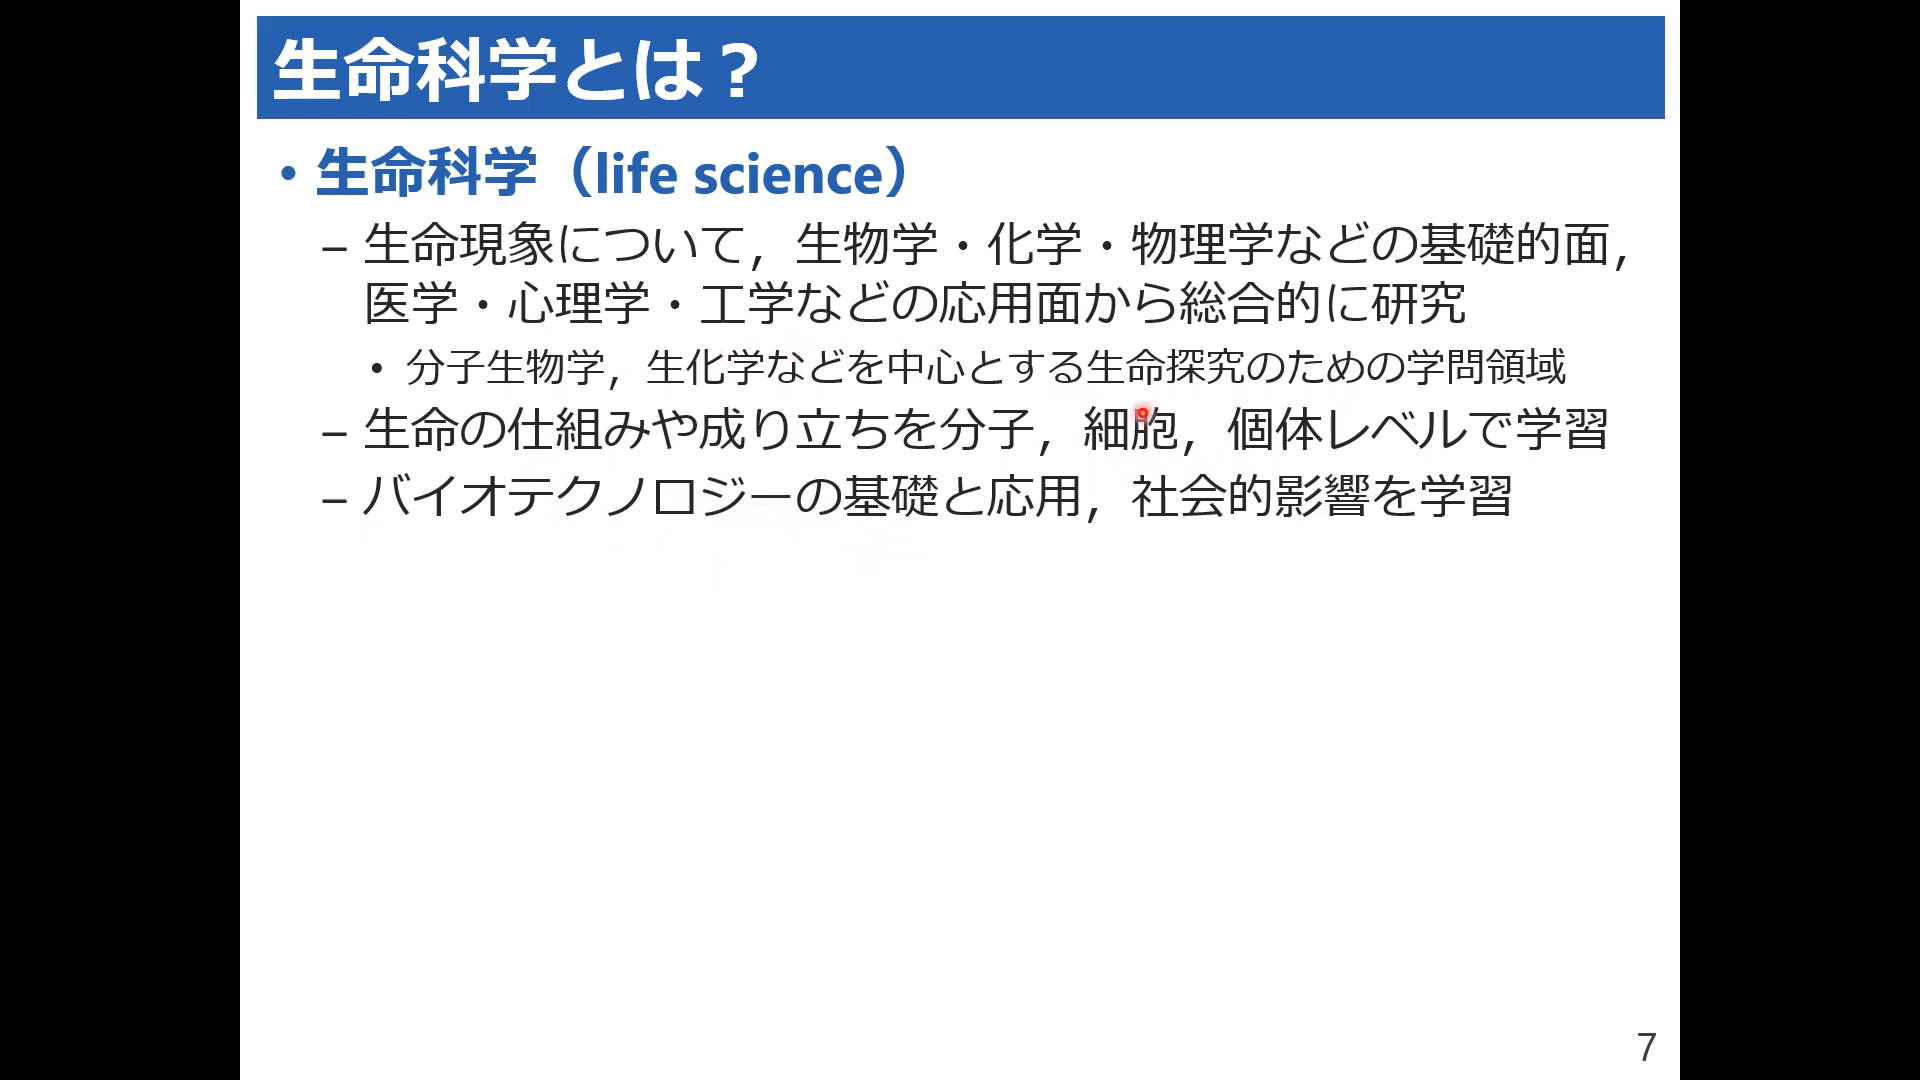 生命科学とは？
• 生命科学（life science）
– 生命現象について，生物学・化学・物理学などの基礎的面，
医学・心理学・工学などの応用面から総合的に研究
• 分子生物学，生化学などを中心とする生命探究のための学問領域
– 生命の仕組みや成り立ちを分子，細胞，個体レベルで学習
– バイオテクノロジーの基礎と応用，社会的影響を学習
7